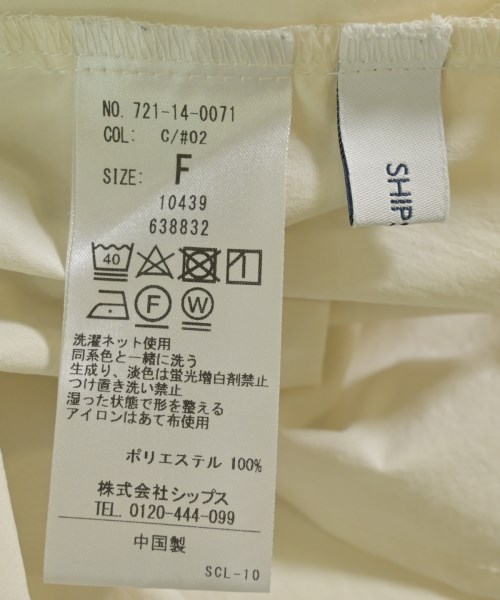 NO. 721-14-0071
COL: C/#02
SIZE: F
10439
638832
40
F W
洗濯ネット使用
同系色と一緒に洗う
生成り、淡色は蛍光増白剤禁止
つけ置き洗い禁止
湿った状態で形を整える
アイロンはあて布使用
ポリエステル 100%
株式会社シップス
TEL. 0120-444-099
中国製
SCL-10
SHIP